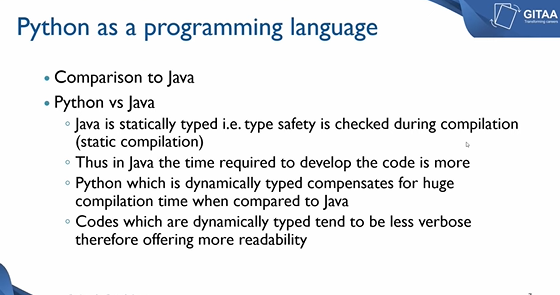 Python as a programming language
GITAA
Transforming careers
Comparison to Java
Python vs Java
Java is statically typed i.e. type safety is checked during compilation
(static compilation)
Thus in Java the time required to develop the code is more
Python which is dynamically typed compensates for huge
compilation time when compared to Java
Codes which are dynamically typed tend to be less verbose
therefore offering more readability